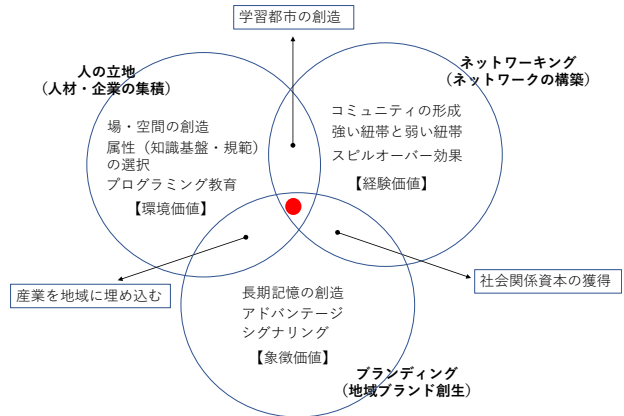 学習都市の創造
人の立地
（人材・企業の集積）
ネットワーキング
（ネットワークの構築）
場・空間の創造
属性（知識基盤・規範）
の選択
プログラミング教育
【環境価値】
コミュニティの形成
強い紐帯と弱い紐帯
スピルオーバー効果
【経験価値】
産業を地域に埋め込む
社会関係資本の獲得
長期記憶の創造
アドバンテージ
シグナリング
【象徴価値】
ブランディング
（地域ブランド創生）